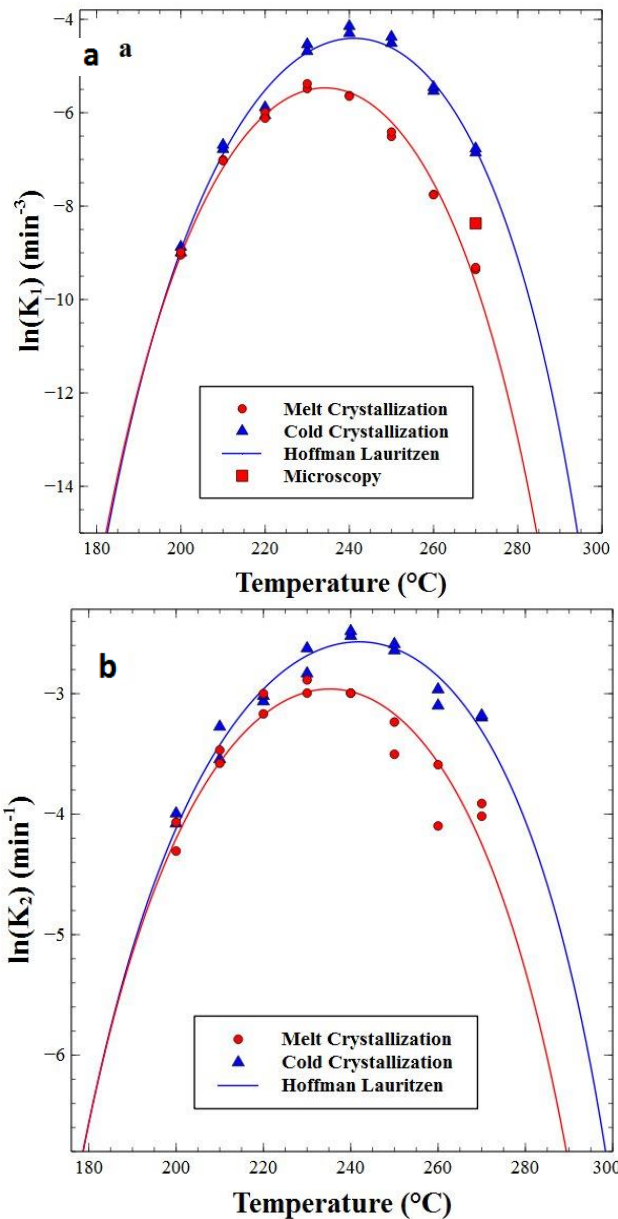 a a
−4
−6
−8
−10
−12
−14
ln(K₁) (min⁻³)
Melt Crystallization
Cold Crystallization
Hoffman Lauritzen
Microscopy
180 200 220 240 260 280 300
Temperature (°C)
b
−3
−4
−5
−6
ln(K₂) (min⁻¹)
Melt Crystallization
Cold Crystallization
Hoffman Lauritzen
180 200 220 240 260 280 300
Temperature (°C)